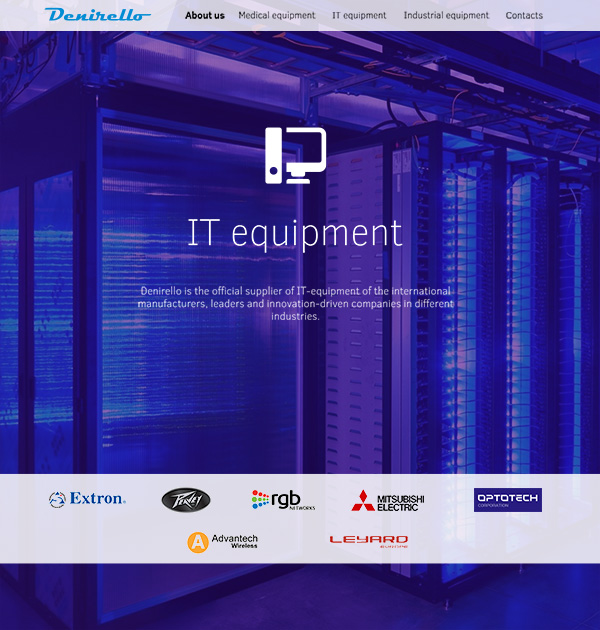 Denirello About us Medical equipment IT equipment Industrial equipment Contacts
IT equipment
Denirello is the official supplier of IT-equipment of the international
manufacturers, leaders and innovation-driven companies in different
industries.
Extron PEAVEY rgb NETWORKS MITSUBISHI ELECTRIC OPTOTECH CORPORATION
Advantech Wireless LEYARD